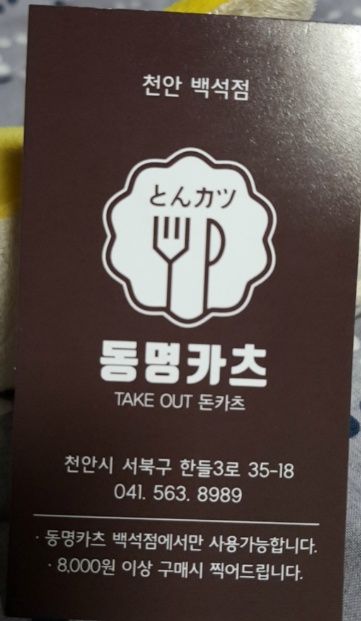 천안 백석점
とんカツ
동명카츠
TAKE OUT 돈카츠
천안시 서북구 한들3로 35-18
041. 563. 8989
· 동명카츠 백석점에서만 사용가능합니다.
· 8,000원 이상 구매시 찍어드립니다.